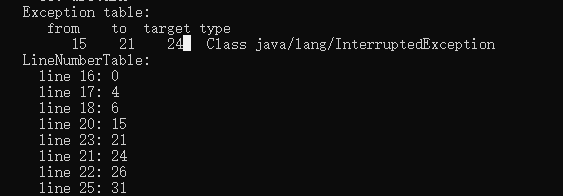 Exception table:
from to target type
15 21 24 Class java/lang/InterruptedException
LineNumberTable:
line 16: 0
line 17: 4
line 18: 6
line 20: 15
line 23: 21
line 21: 24
line 22: 26
line 25: 31